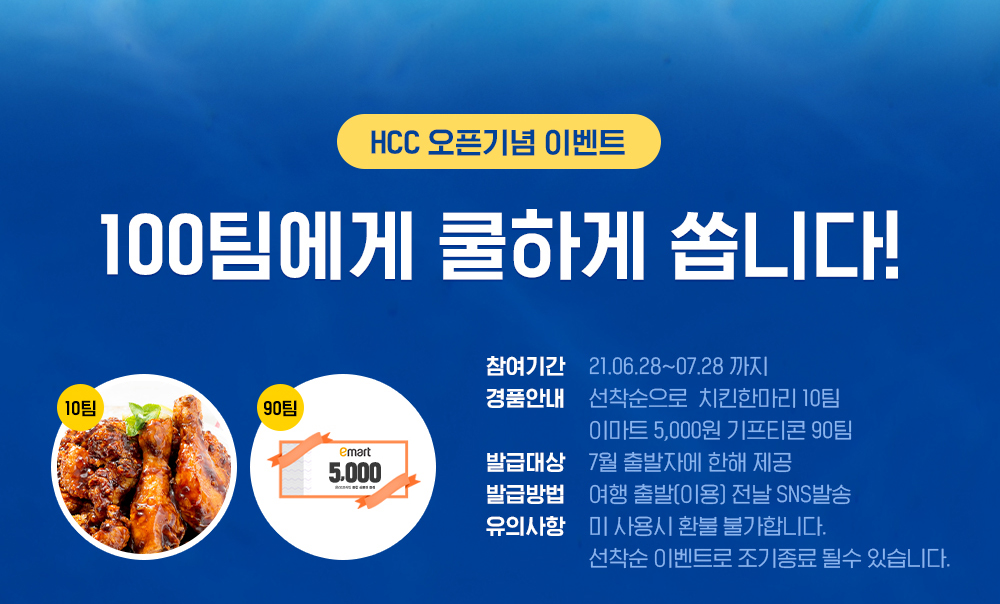 HCC 오픈기념 이벤트
100팀에게 쿨하게 쏩니다!
10팀
90팀
emart
5,000
참여기간 21.06.28~07.28 까지
경품안내 선착순으로 치킨한마리 10팀
이마트 5,000원 기프티콘 90팀
발급대상 7월 출발자에 한해 제공
발급방법 여행 출발(이용) 전날 SNS발송
유의사항 미 사용시 환불 불가합니다.
선착순 이벤트로 조기종료 될수 있습니다.